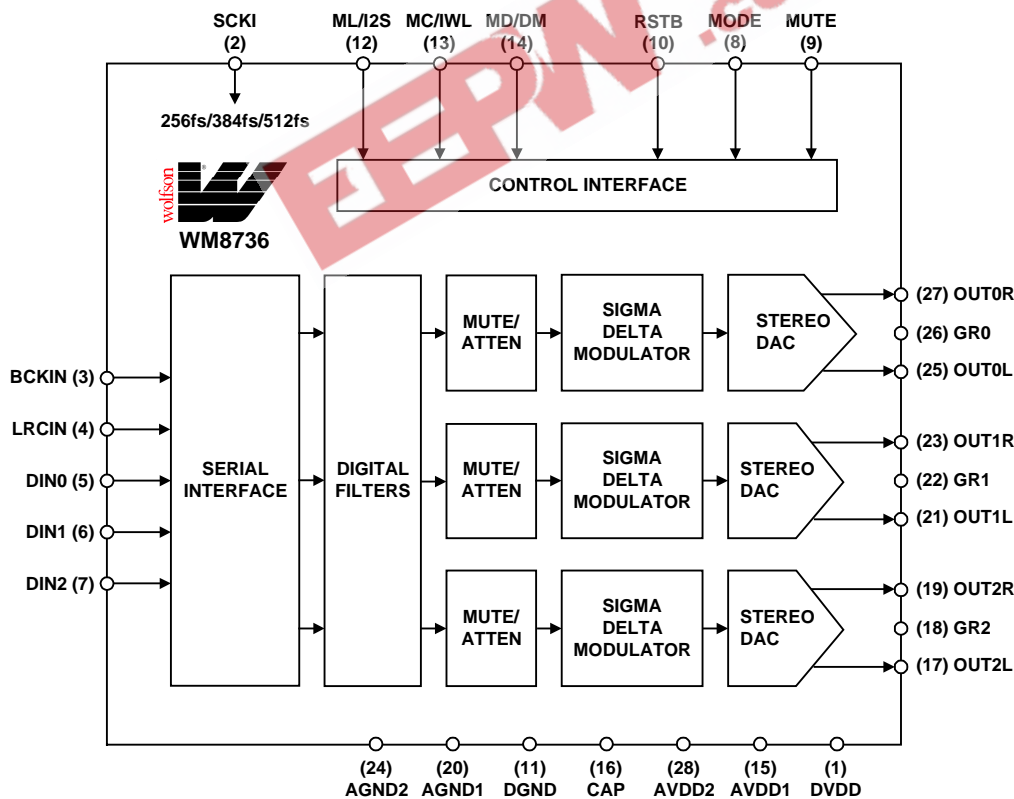 SCKI ML/I2S MC/IWL MD/DM RSTB MODE MUTE
(2) (12) (13) (14) (10) (8) (9)
EEPW.co
256fs/384fs/512fs
CONTROL INTERFACE
wolfson
WM8736
SERIAL
INTERFACE
DIGITAL
FILTERS
MUTE/
ATTEN
SIGMA
DELTA
MODULATOR
STEREO
DAC
(27) OUT0R
(26) GR0
(25) OUT0L
BCKIN (3)
LRCIN (4)
DIN0 (5)
DIN1 (6)
DIN2 (7)
MUTE/
ATTEN
SIGMA
DELTA
MODULATOR
STEREO
DAC
(23) OUT1R
(22) GR1
(21) OUT1L
MUTE/
ATTEN
SIGMA
DELTA
MODULATOR
STEREO
DAC
(19) OUT2R
(18) GR2
(17) OUT2L
(24) (20) (11) (16) (28) (15) (1)
AGND2 AGND1 DGND CAP AVDD2 AVDD1 DVDD